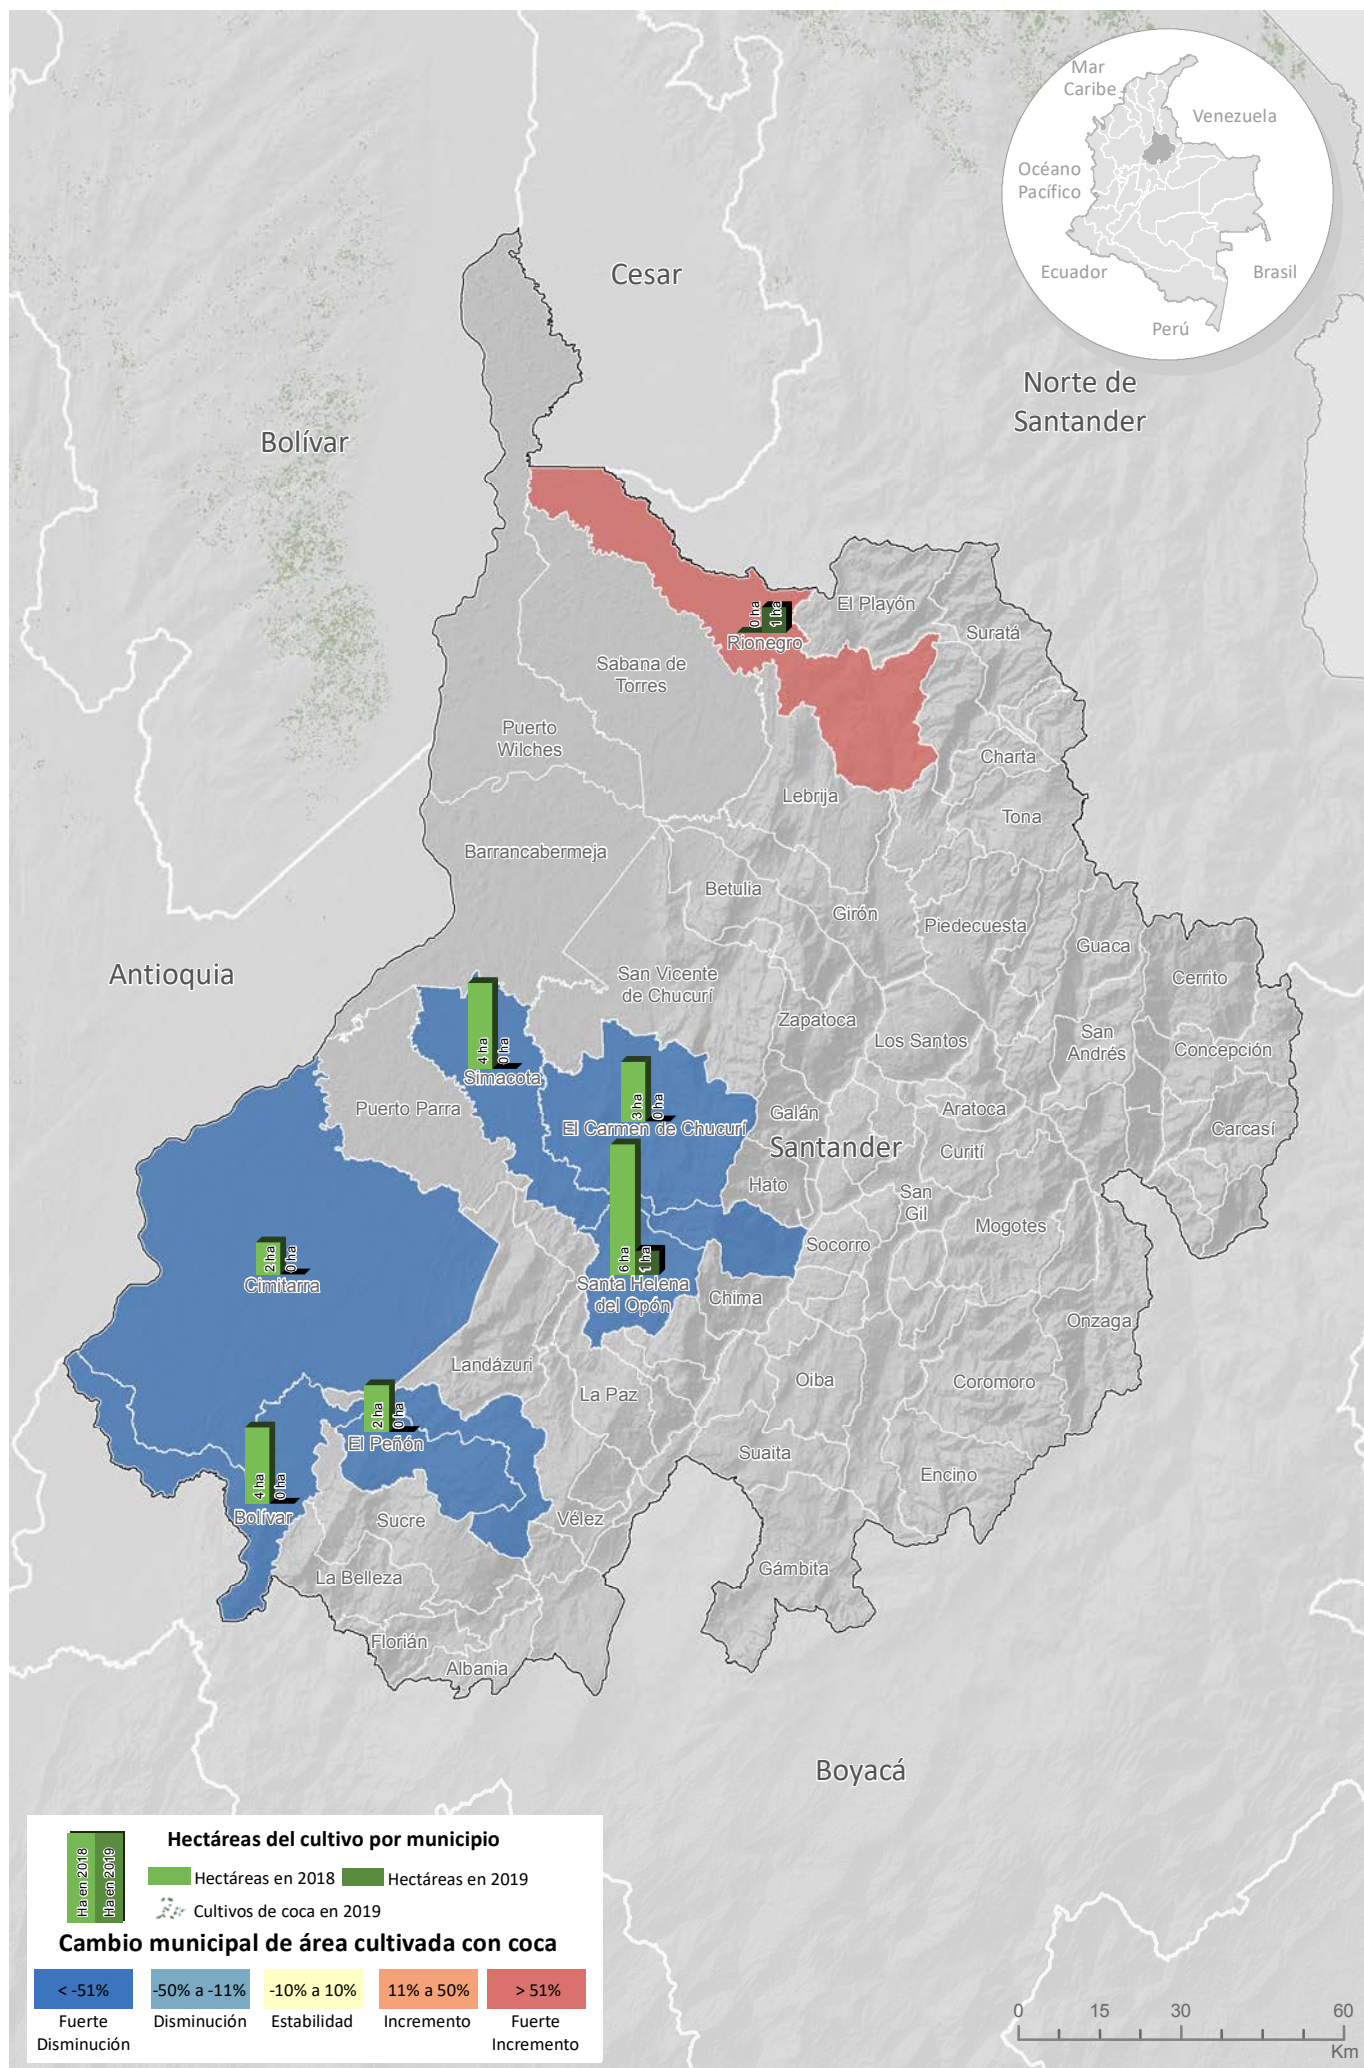 Mar
Caribe
Venezuela
Océano
Pacífico
Ecuador
Brasil
Perú
Cesar
Norte de
Santander
Bolívar
0 ha
1 ha
Rionegro
El Playón
Suratá
Sabana de
Torres
Puerto
Wilches
Charta
Lebrija
Tona
Barrancabermeja
Betulia
Girón
Piedecuesta
Guaca
Antioquia
San Vicente
de Chucurí
Cerrito
Zapatoca
Los Santos
San
Andrés
Concepción
4 ha
0 ha
Simacota
3 ha
0 ha
El Carmen de Chucurí
Puerto Parra
Galán
Aratoca
Carcasí
Santander
Curití
Hato
San
Gil
Mogotes
Socorro
6 ha
1 ha
Santa Helena
del Opón
2 ha
0 ha
Cimitarra
Chima
Onzaga
Landázuri
La Paz
Oiba
Coromoro
2 ha
0 ha
El Peñón
Suaita
Encino
4 ha
0 ha
Bolívar
Sucre
Vélez
La Belleza
Gámbita
Florián
Albania
Boyacá
Hectáreas del cultivo por municipio
Ha en 2018
Ha en 2019
Hectáreas en 2018
Hectáreas en 2019
Cultivos de coca en 2019
Cambio municipal de área cultivada con coca
< -51%
-50% a -11%
-10% a 10%
11% a 50%
> 51%
Fuerte
Disminución
Disminución
Estabilidad
Incremento
Fuerte
Incremento
0
15
30
60
Km